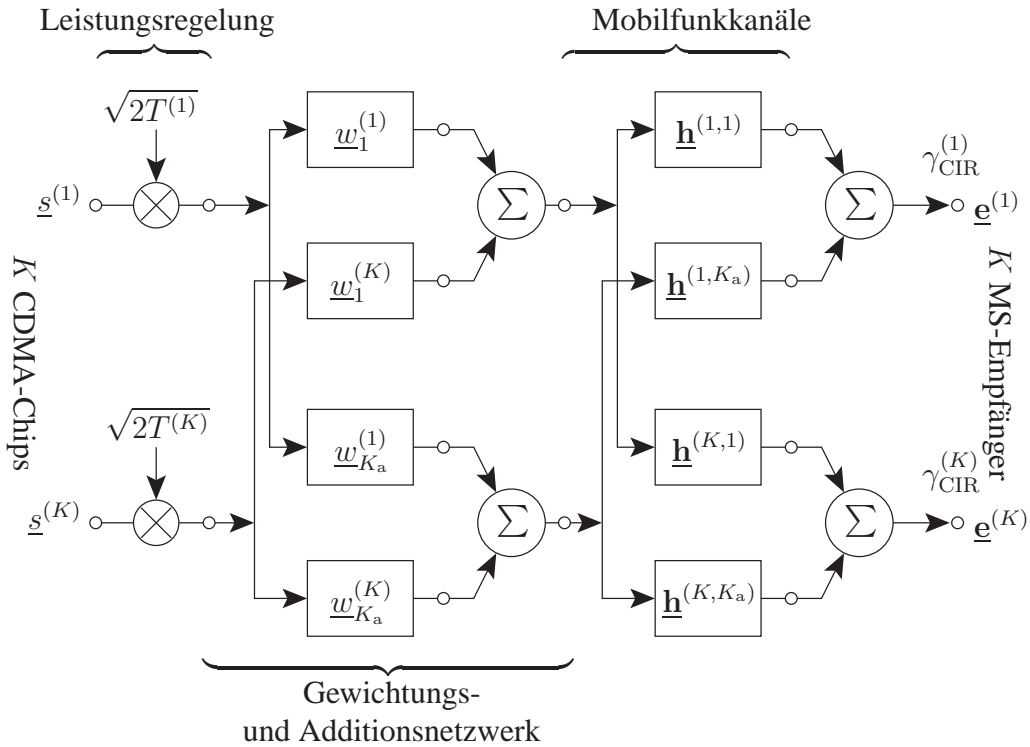 Leistungsregelung
Mobilfunkkanäle
√2T^(1)
w_1^(1)
h^(1,1)
γ_CIR^(1)
s^(1)
Σ
Σ
e^(1)
w_1^(K)
h^(1,K_a)
K CDMA-Chips
K MS-Empfänger
√2T^(K)
w_{K_a}^(1)
h^(K,1)
γ_CIR^(K)
s^(K)
Σ
Σ
e^(K)
w_{K_a}^(K)
h^(K,K_a)
Gewichtungs-
und Additionsnetzwerk